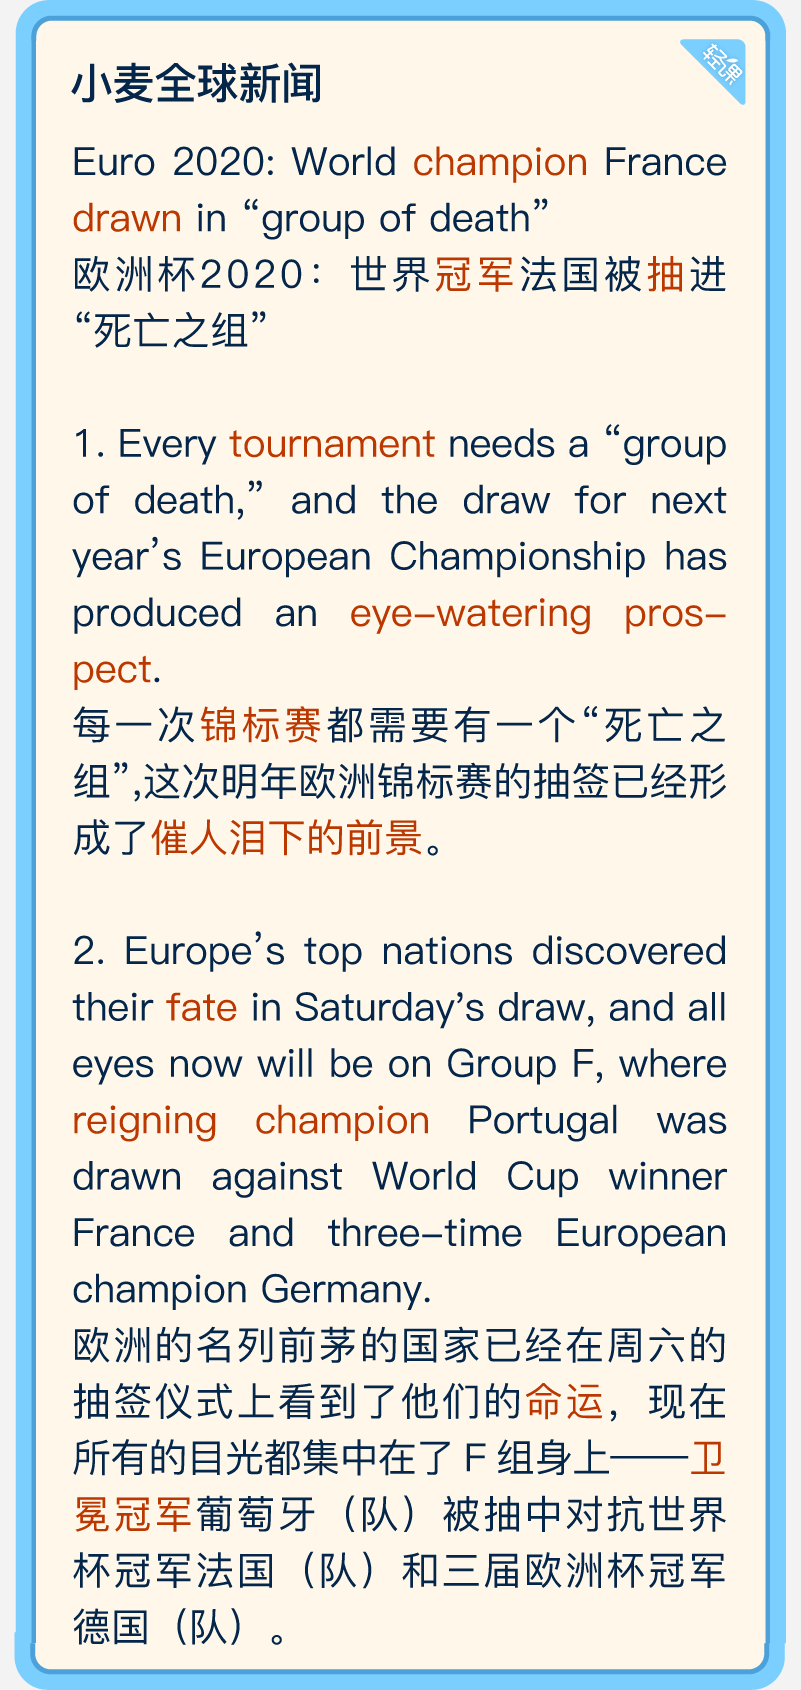 小麦全球新闻
轻课
Euro 2020: World champion France
drawn in “group of death”
欧洲杯2020：世界冠军法国被抽进
“死亡之组”
1. Every tournament needs a “group
of death,” and the draw for next
year’s European Championship has
produced an eye-watering pros-
pect.
每一次锦标赛都需要有一个“死亡之
组”,这次明年欧洲锦标赛的抽签已经形
成了催人泪下的前景。
2. Europe’s top nations discovered
their fate in Saturday’s draw, and all
eyes now will be on Group F, where
reigning champion Portugal was
drawn against World Cup winner
France and three-time European
champion Germany.
欧洲的名列前茅的国家已经在周六的
抽签仪式上看到了他们的命运，现在
所有的目光都集中在了 F 组身上——卫
冕冠军葡萄牙（队）被抽中对抗世界
杯冠军法国（队）和三届欧洲杯冠军
德国（队）。